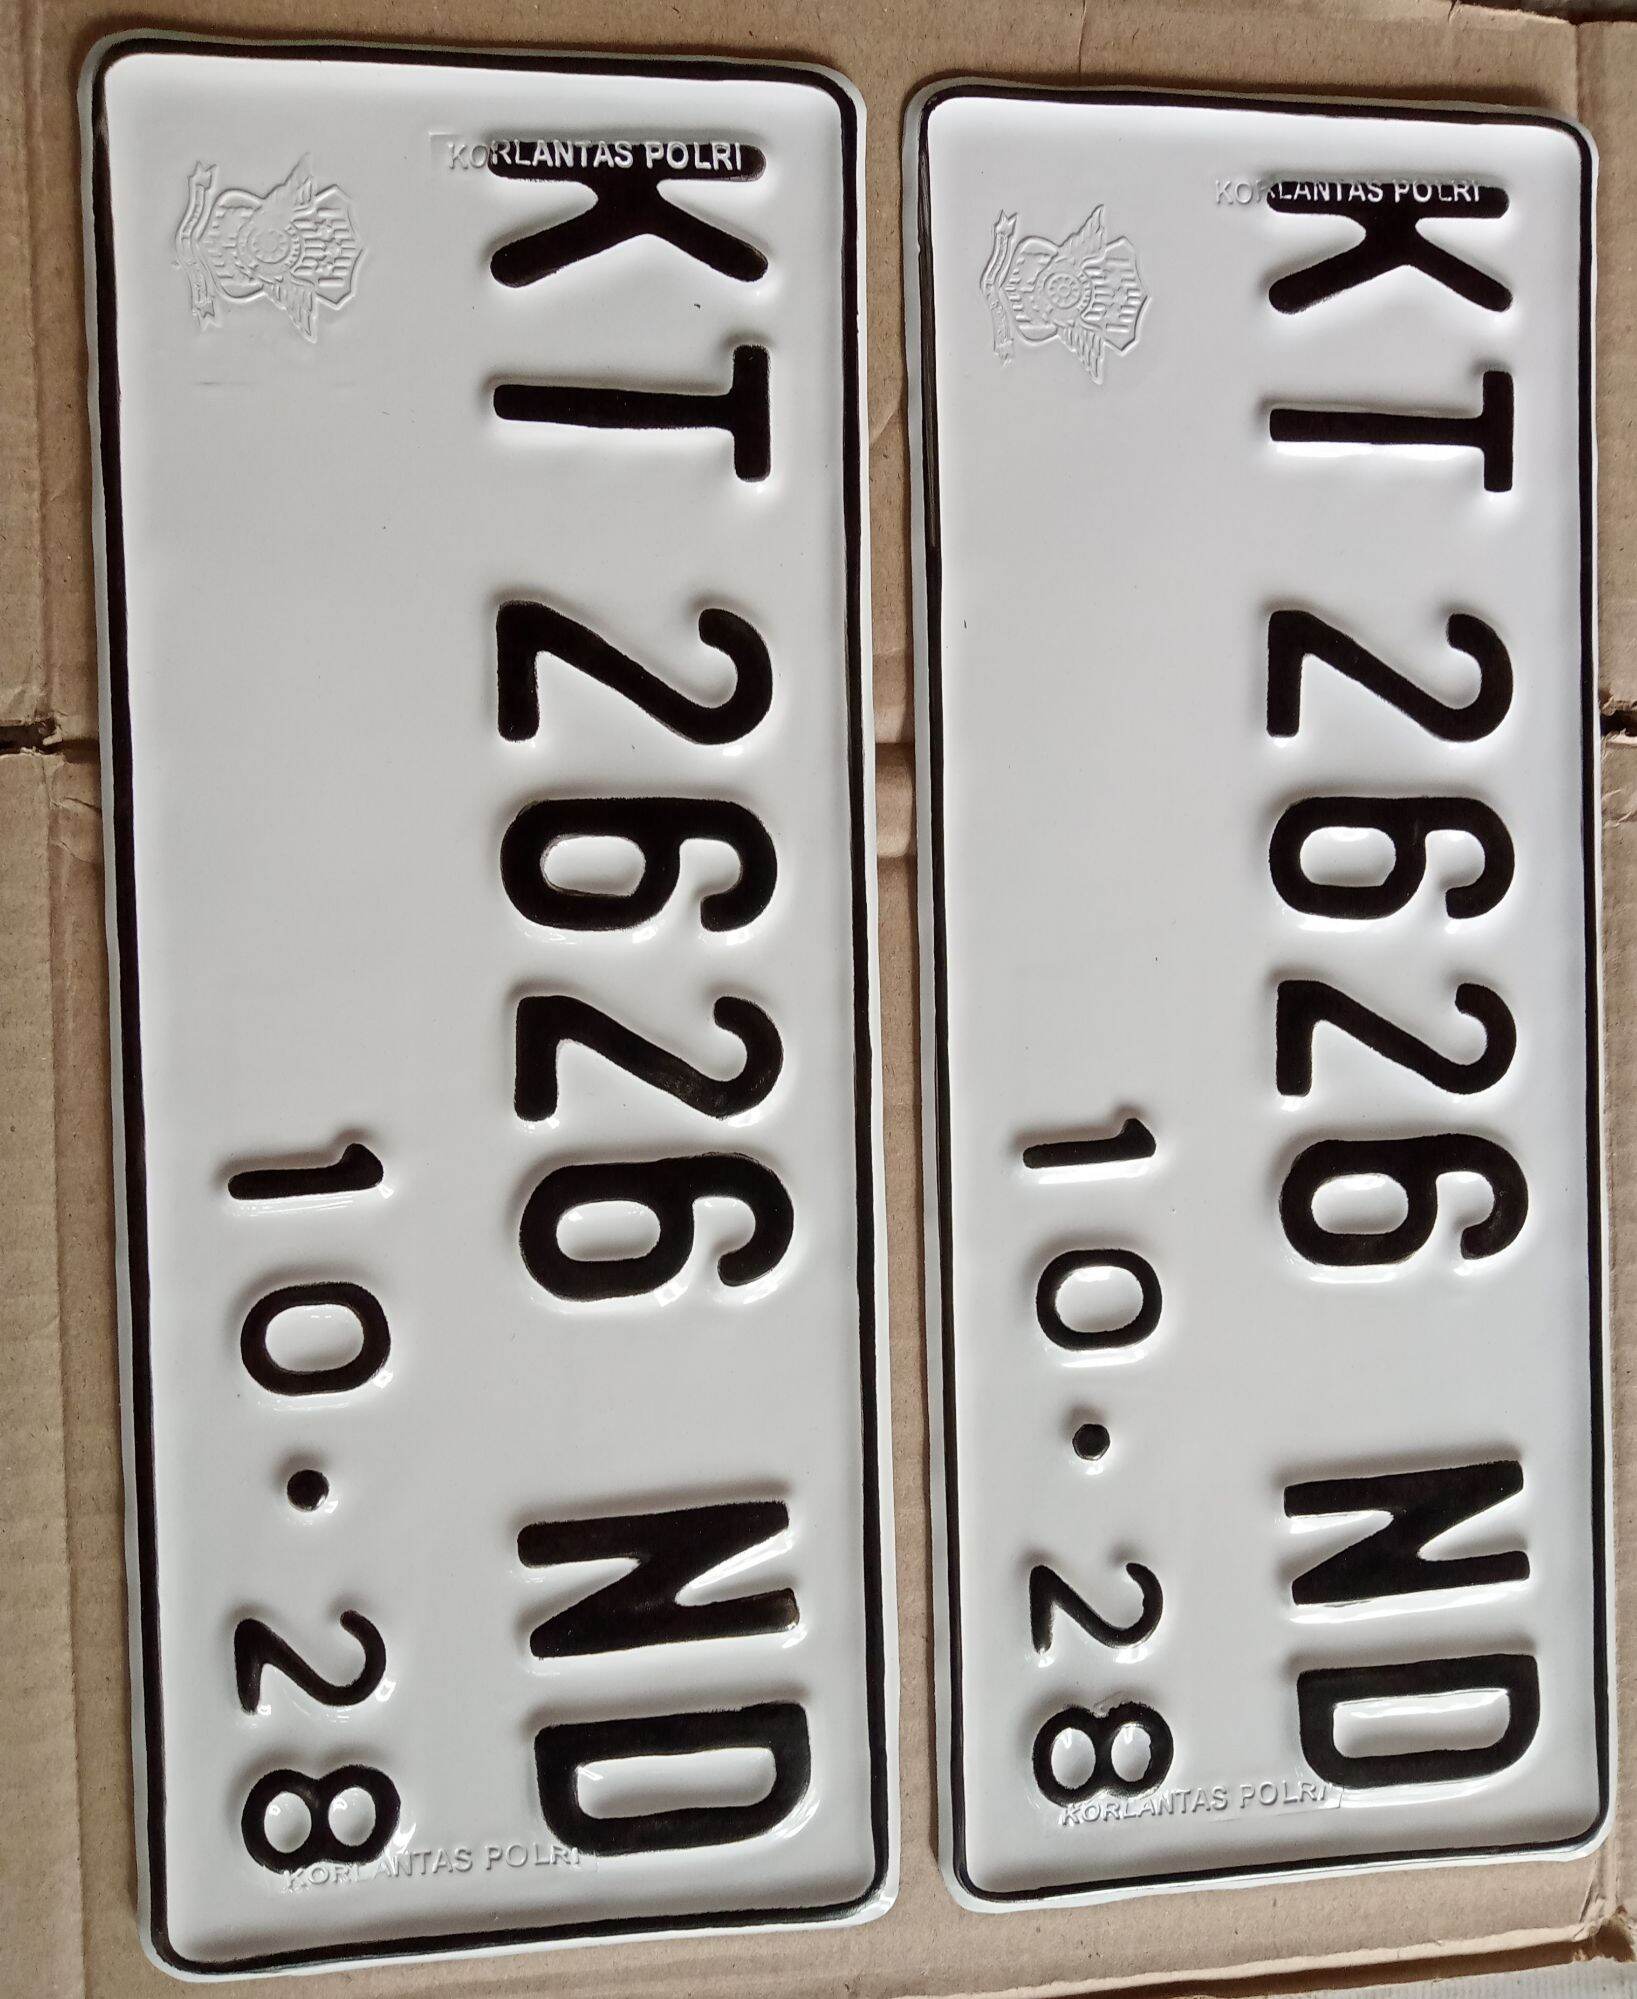 KORLANTAS POLRI
KT 2626 ND
10·28
KORLANTAS POLRI
KORLANTAS POLRI
KT 2626 ND
10·28
KORLANTAS POLRI